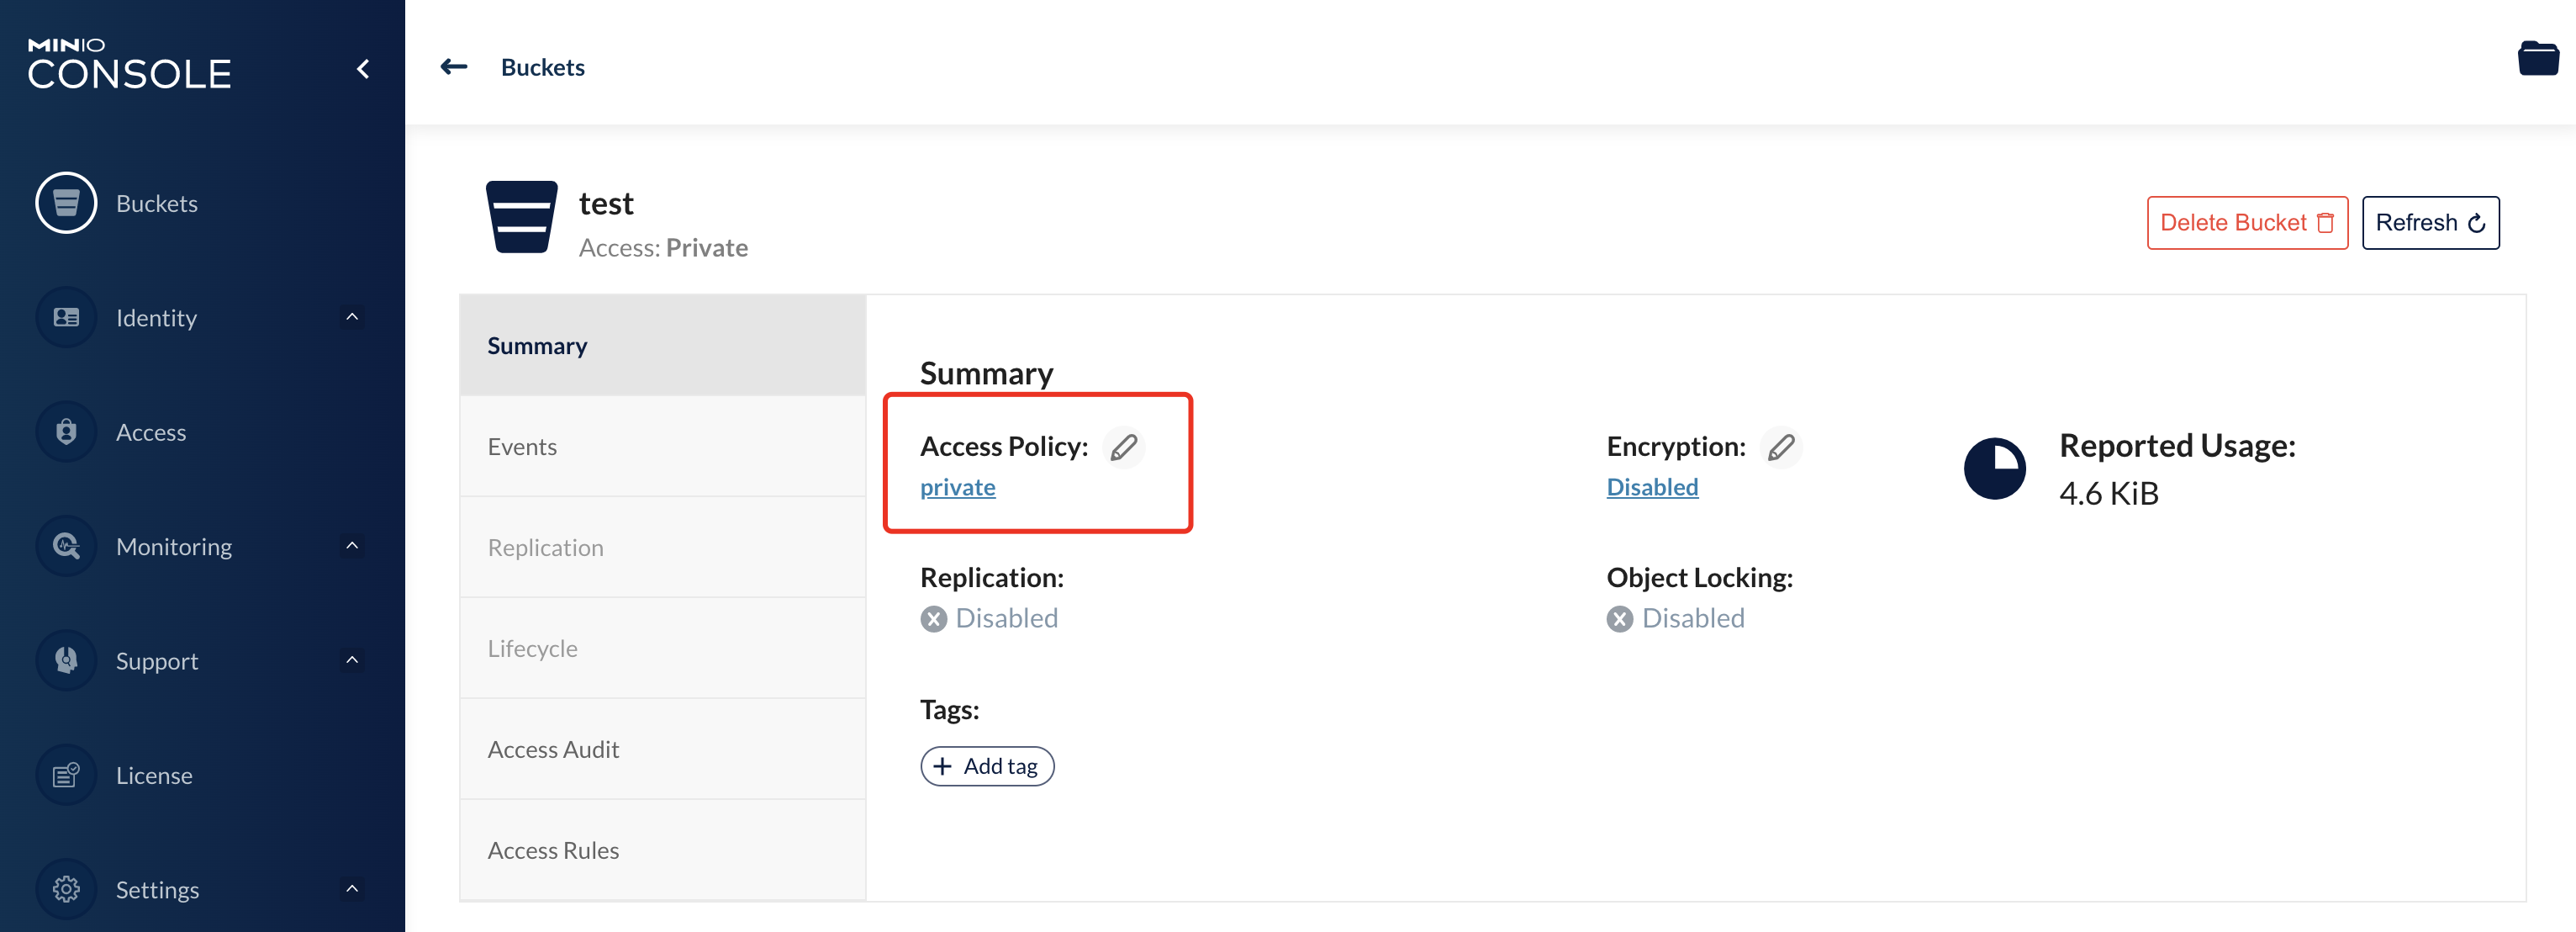 MINIO
CONSOLE
Buckets
Identity
Access
Monitoring
Support
License
Settings
Buckets
test
Access: Private
Delete Bucket
Refresh
Summary
Events
Replication
Lifecycle
Access Audit
Access Rules
Summary
Access Policy:
private
Encryption:
Disabled
Reported Usage:
4.6 KiB
Replication:
Disabled
Object Locking:
Disabled
Tags:
+ Add tag